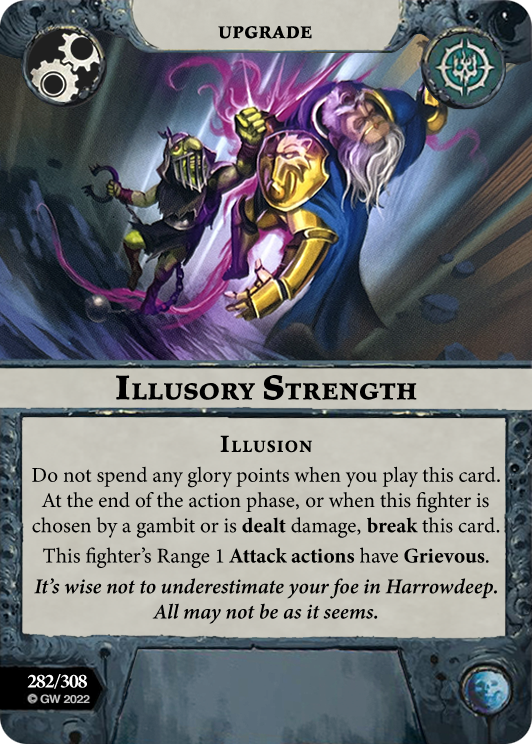 UPGRADE
ILLUSORY STRENGTH
ILLUSION
Do not spend any glory points when you play this card.
At the end of the action phase, or when this fighter is
chosen by a gambit or is dealt damage, break this card.
This fighter's Range 1 Attack actions have Grievous.
It's wise not to underestimate your foe in Harrowdeep.
All may not be as it seems.
282/308
© GW 2022